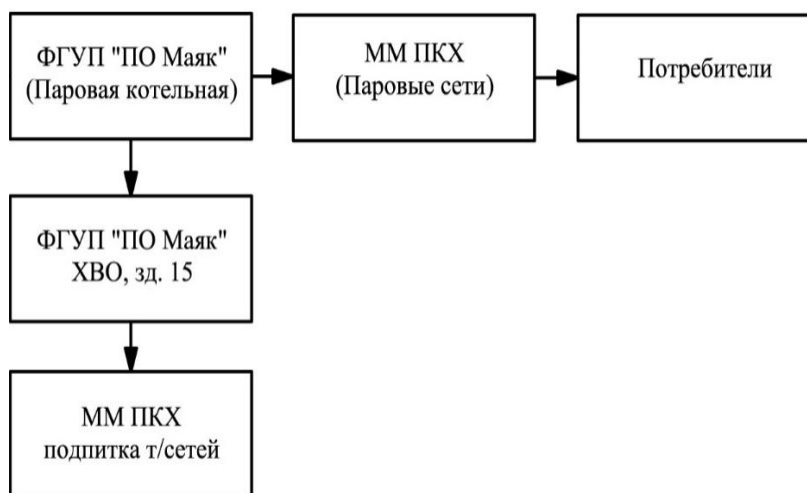 ФГУП "ПО Маяк"
(Паровая котельная)
ММ ПКХ
(Паровые сети)
Потребители
ФГУП "ПО Маяк"
ХВО, зд. 15
ММ ПКХ
подпитка т/сетей